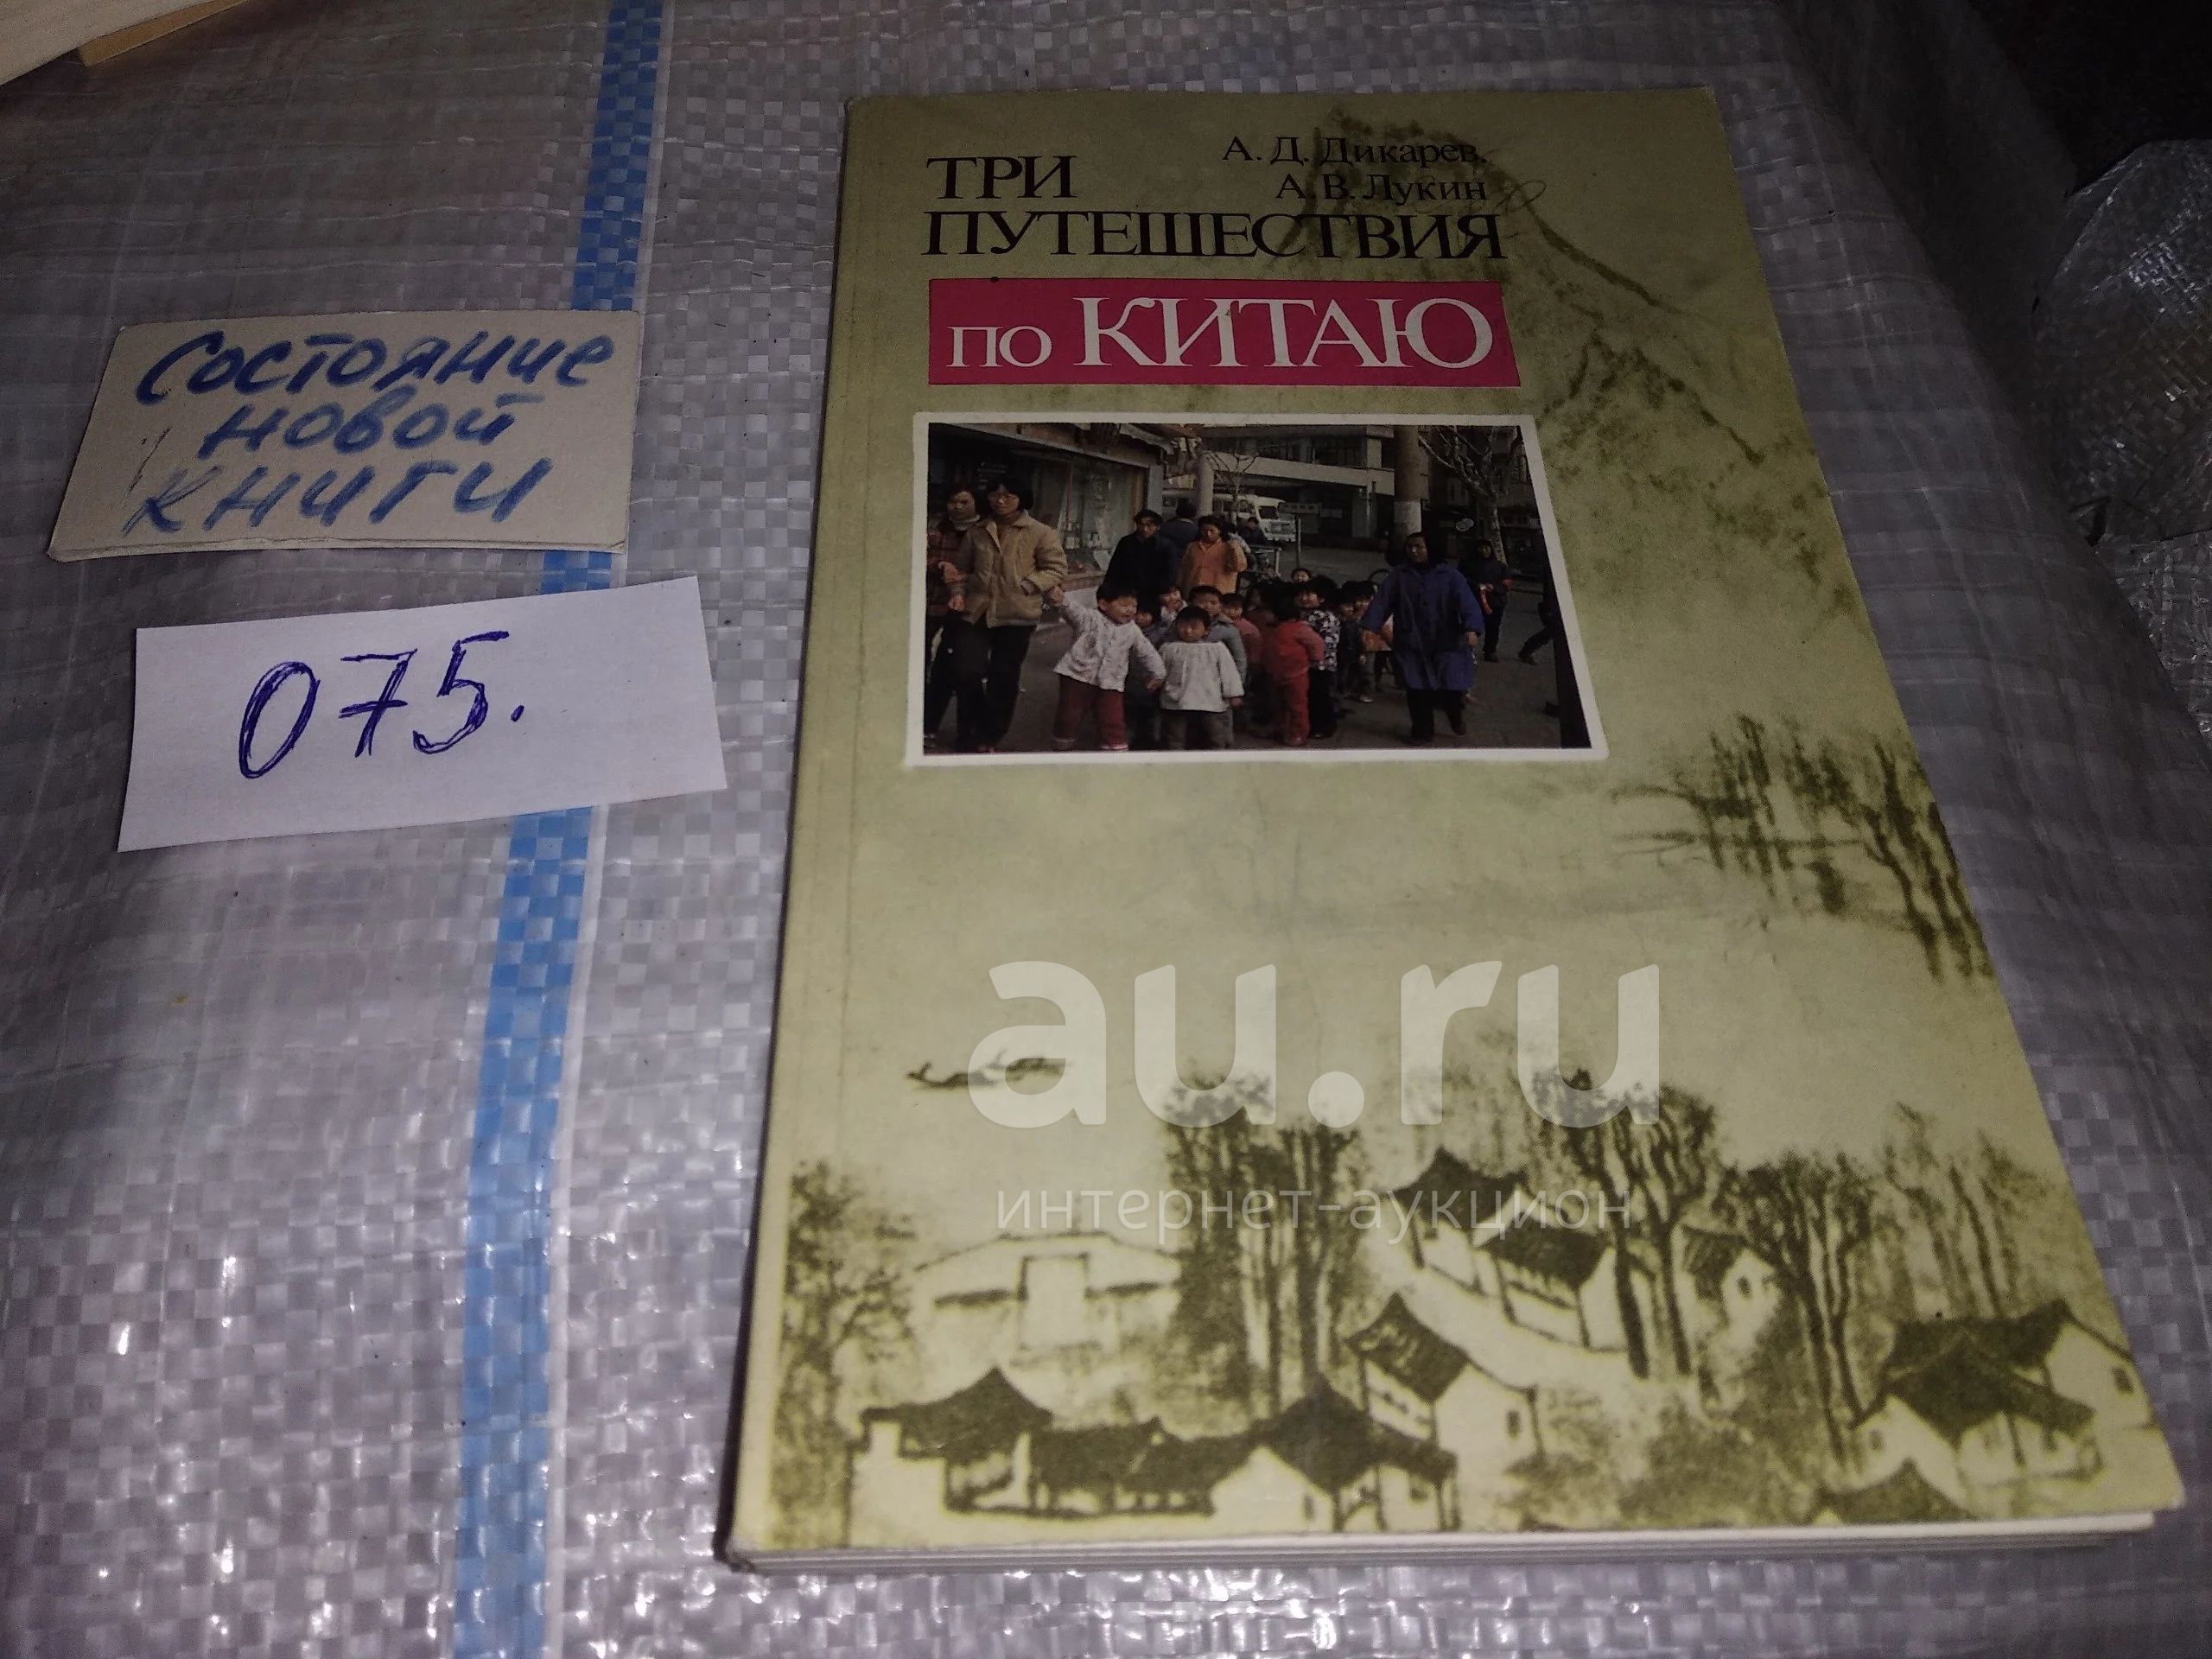 Состояние
новой
книги
075.
А. Д. Дикарев,
А. В. Лукин
ТРИ
ПУТЕШЕСТВИЯ
ПО КИТАЮ
au.ru
интернет-аукцион